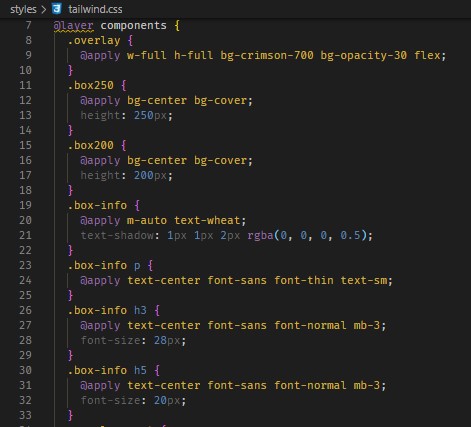 styles > tailwind.css
7 @layer components {
8 .overlay {
9 @apply w-full h-full bg-crimson-700 bg-opacity-30 flex;
10 }
11 .box250 {
12 @apply bg-center bg-cover;
13 height: 250px;
14 }
15 .box200 {
16 @apply bg-center bg-cover;
17 height: 200px;
18 }
19 .box-info {
20 @apply m-auto text-wheat;
21 text-shadow: 1px 1px 2px rgba(0, 0, 0, 0.5);
22 }
23 .box-info p {
24 @apply text-center font-sans font-thin text-sm;
25 }
26 .box-info h3 {
27 @apply text-center font-sans font-normal mb-3;
28 font-size: 28px;
29 }
30 .box-info h5 {
31 @apply text-center font-sans font-normal mb-3;
32 font-size: 20px;
33 }